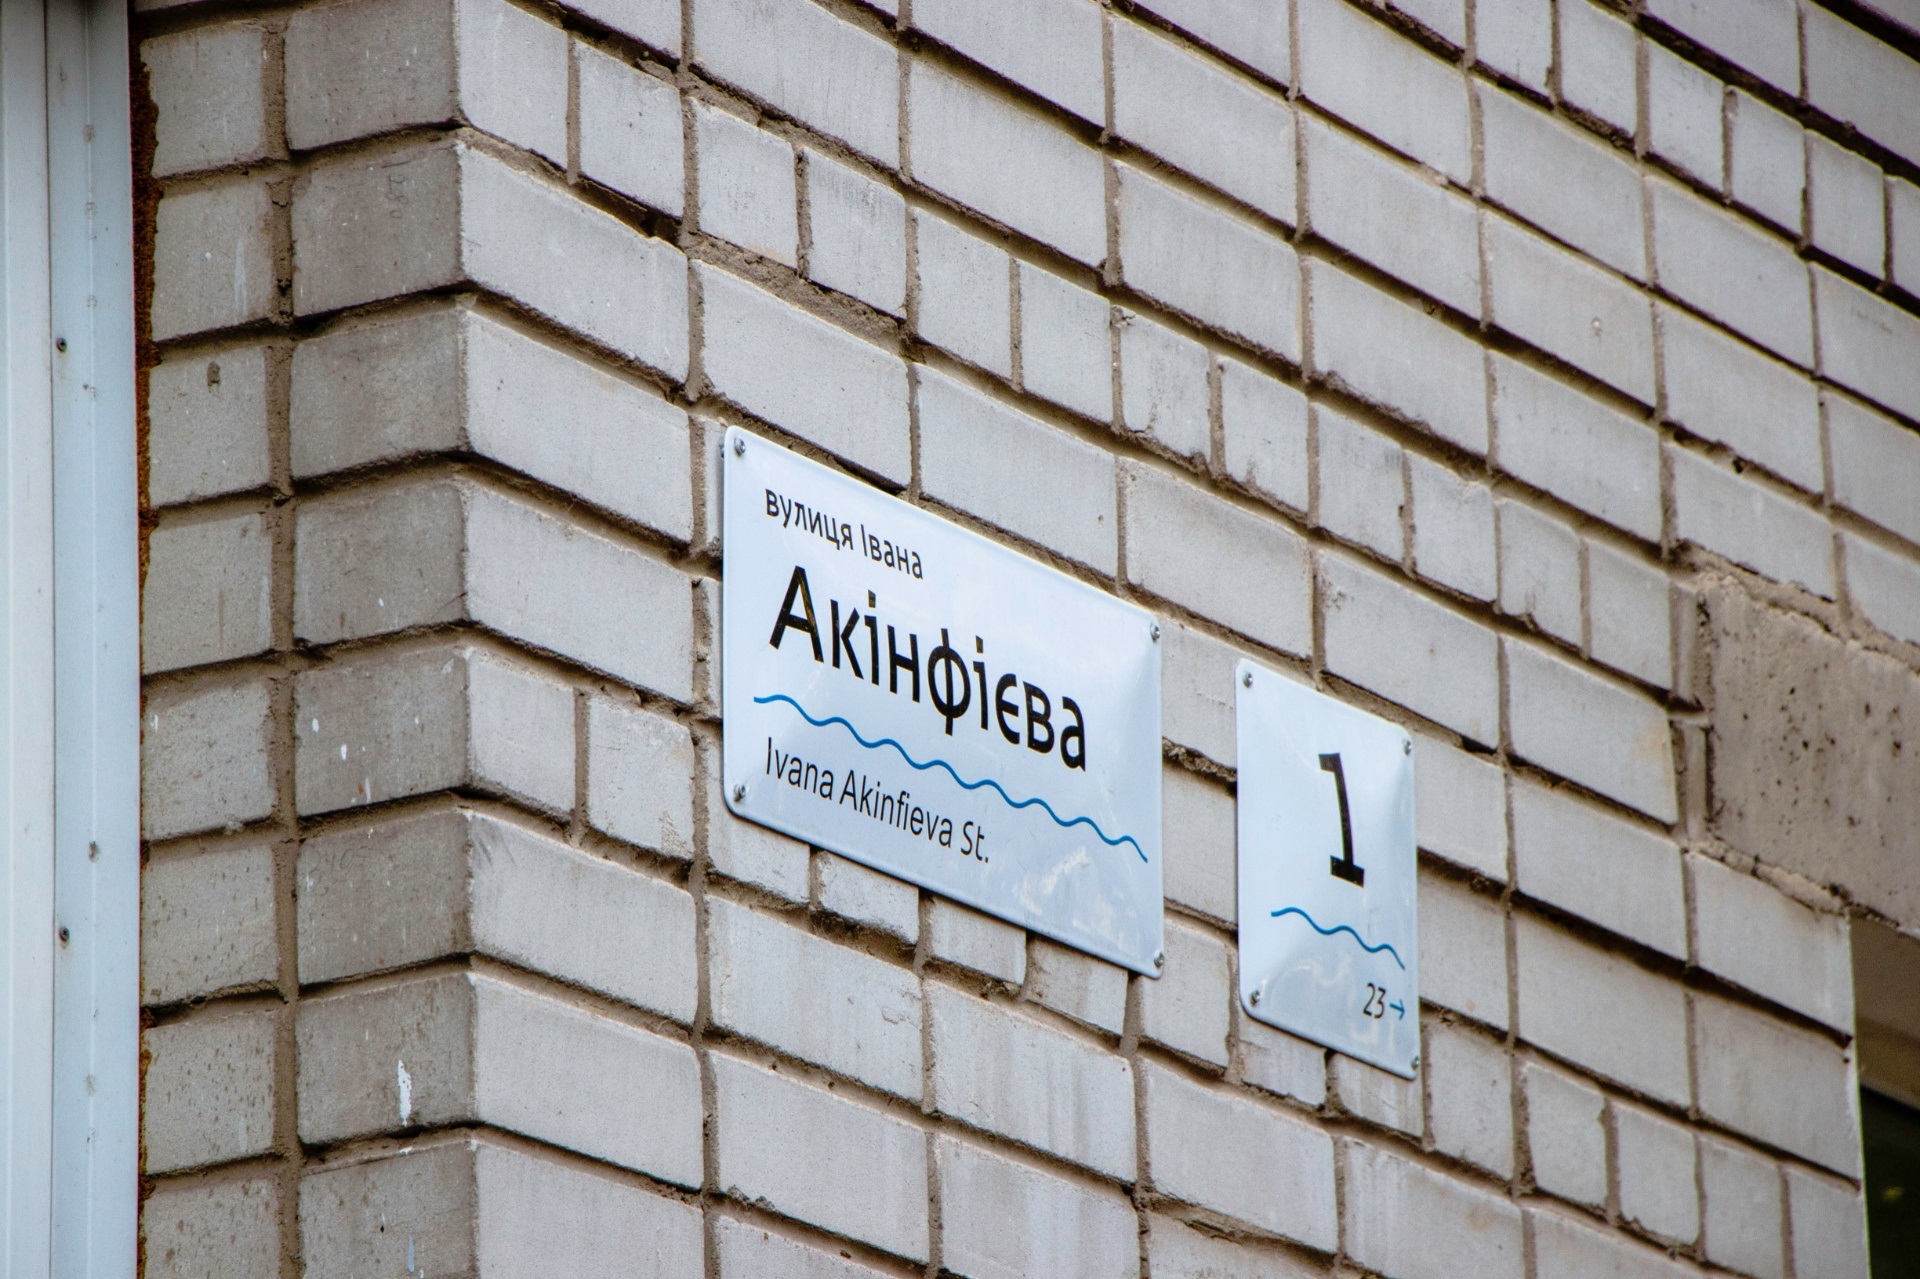 вулиця Івана
Акінфієва
Ivana Akinfieva St.
1
23→